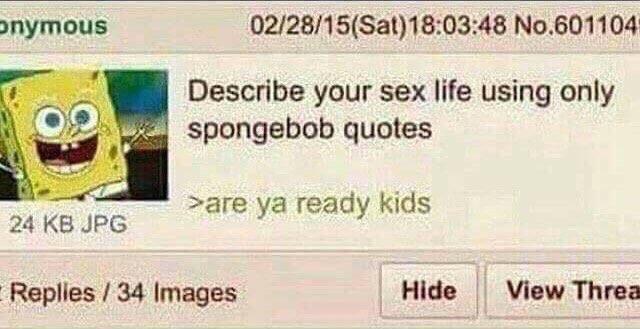 onymous 02/28/15(Sat)18:03:48 No.601104
Describe your sex life using only
spongebob quotes
>are ya ready kids
24 KB JPG
Replies / 34 Images
Hide
View Threa